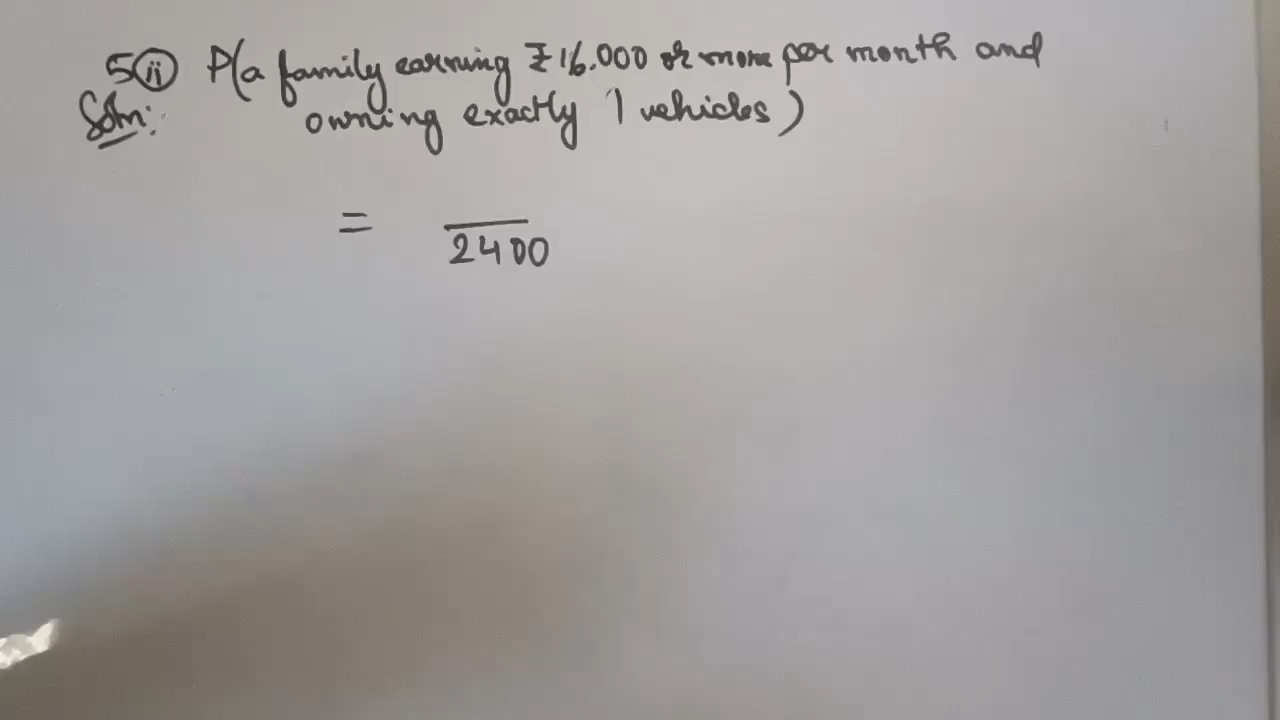 5(ii) P(a family earning ₹16.000 or more per month and
Soln: owning exactly 1 vehicles)
=
2400